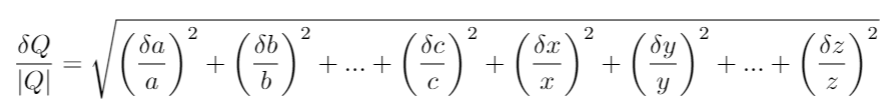 δQ/|Q| = √((δa/a)² + (δb/b)² + ... + (δc/c)² + (δx/x)² + (δy/y)² + ... + (δz/z)²)